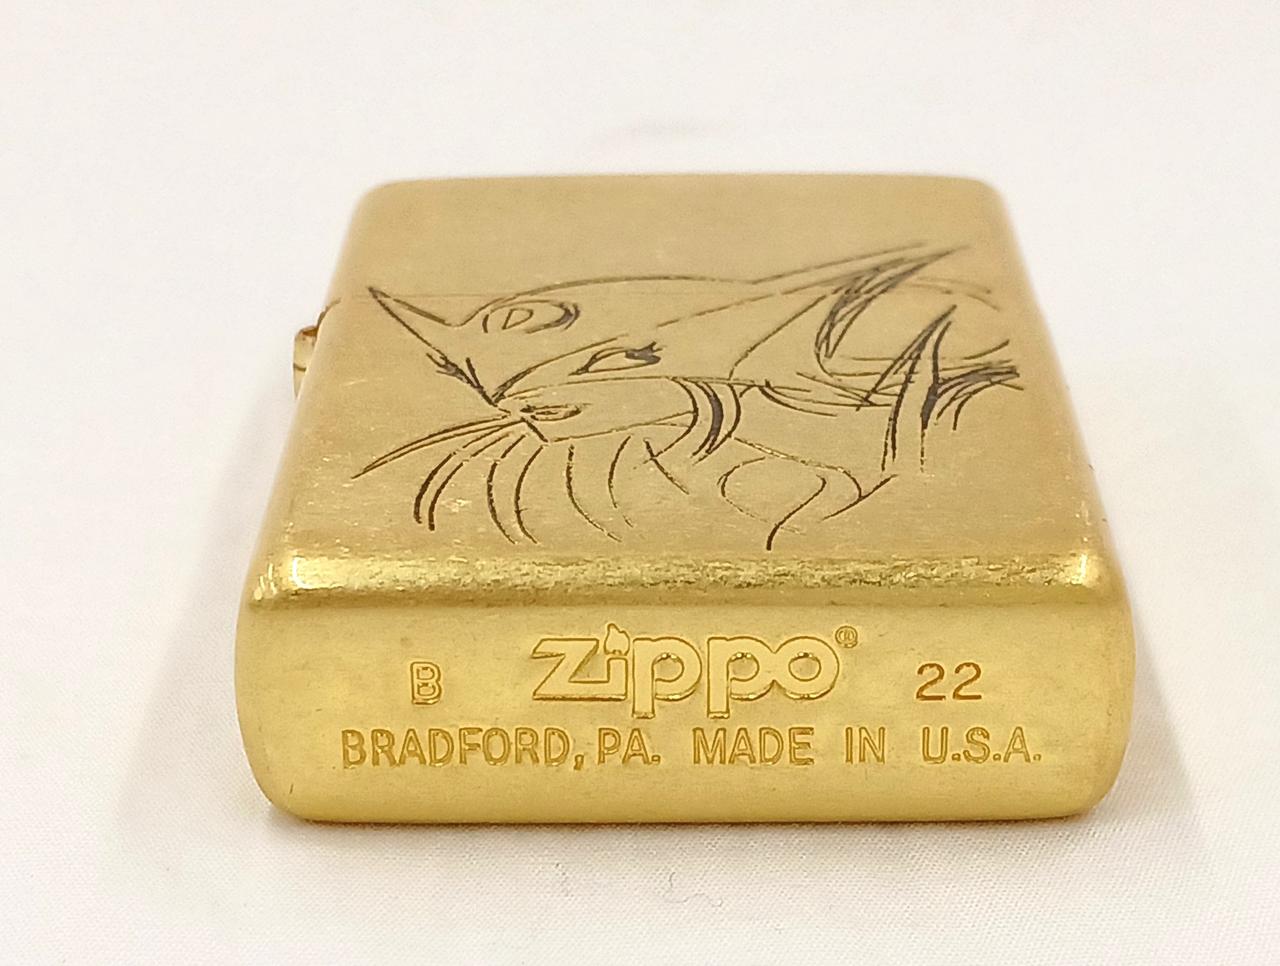 B zippo® 22
BRADFORD, PA. MADE IN U.S.A.